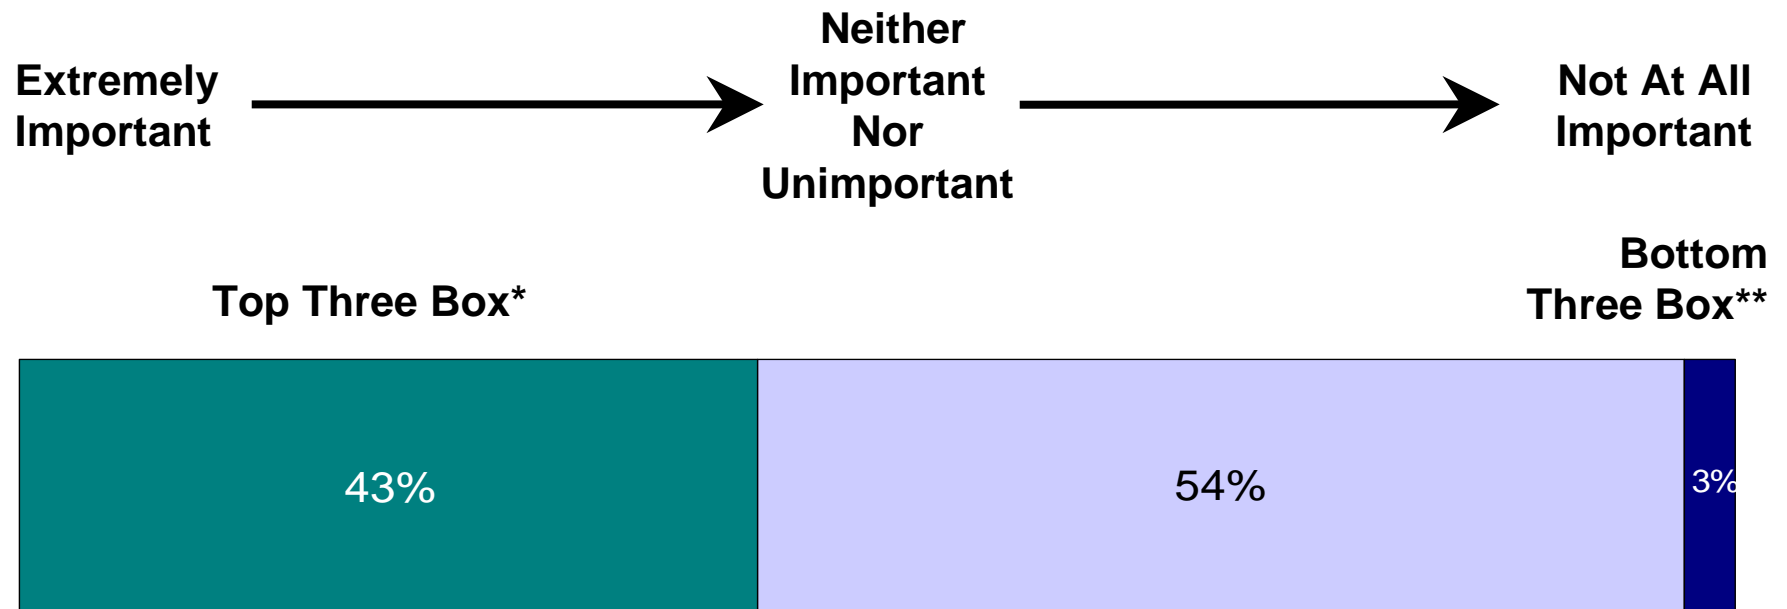 Extremely
Important
Neither
Important
Nor
Unimportant
Not At All
Important
Top Three Box*
Bottom
Three Box**
43%
54%
3%